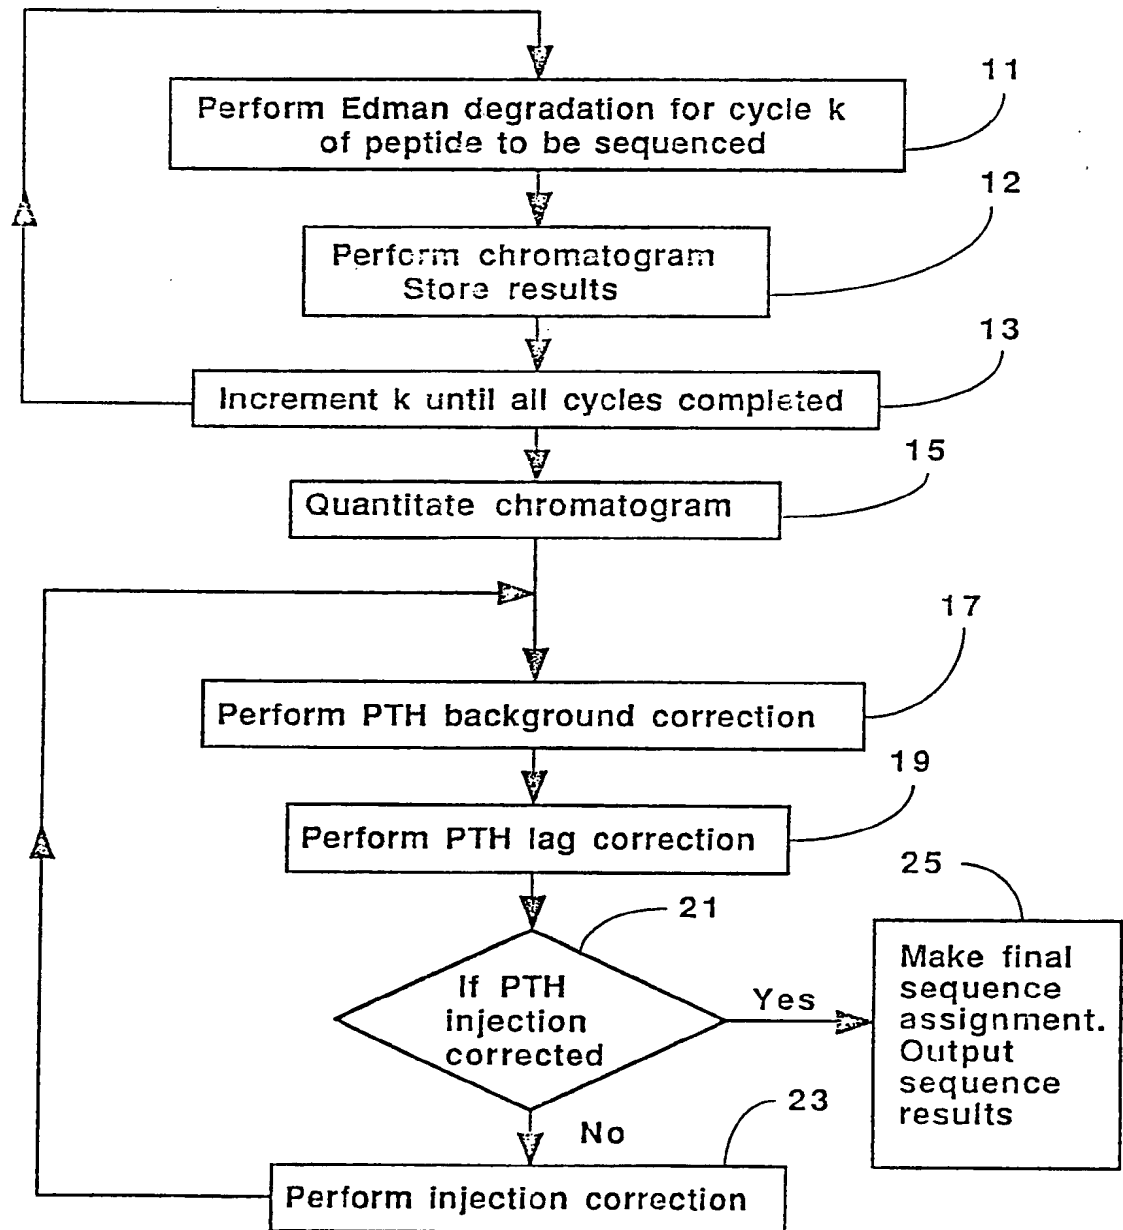 11
Perform Edman degradation for cycle k
of peptide to be sequenced
12
Perform chromatogram
Store results
13
Increment k until all cycles completed
15
Quantitate chromatogram
17
Perform PTH background correction
19
Perform PTH lag correction
21
If PTH
injection
corrected
Yes
25
Make final
sequence
assignment.
Output
sequence
results
No
23
Perform injection correction